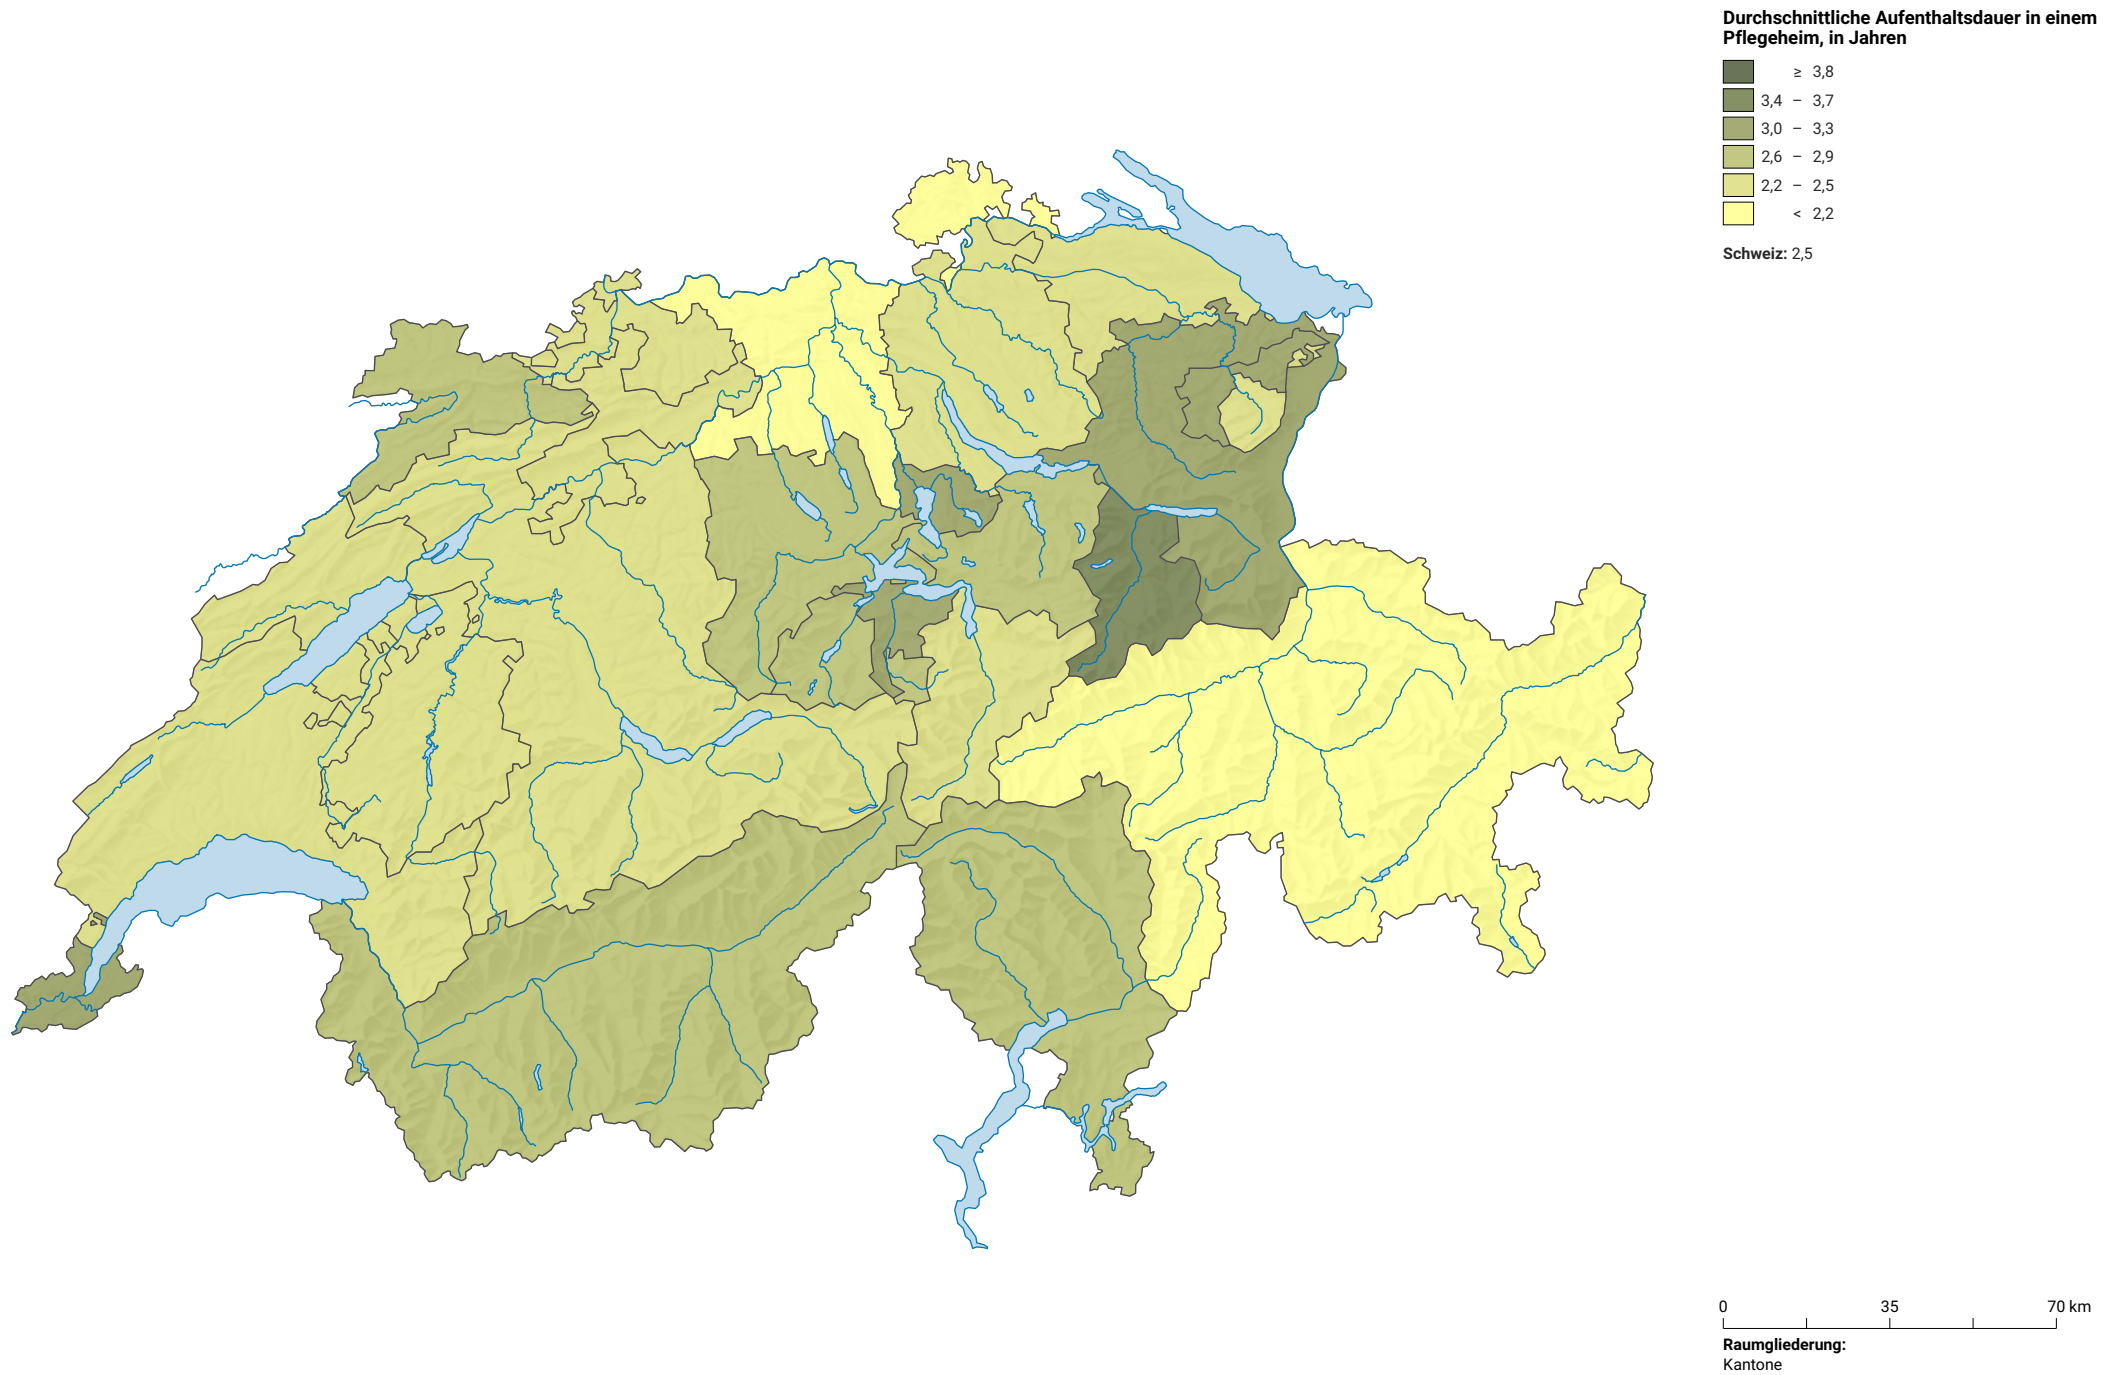 Durchschnittliche Aufenthaltsdauer in einem
Pflegeheim, in Jahren
≥ 3,8
3,4 – 3,7
3,0 – 3,3
2,6 – 2,9
2,2 – 2,5
< 2,2
Schweiz: 2,5
0 35 70 km
Raumgliederung:
Kantone